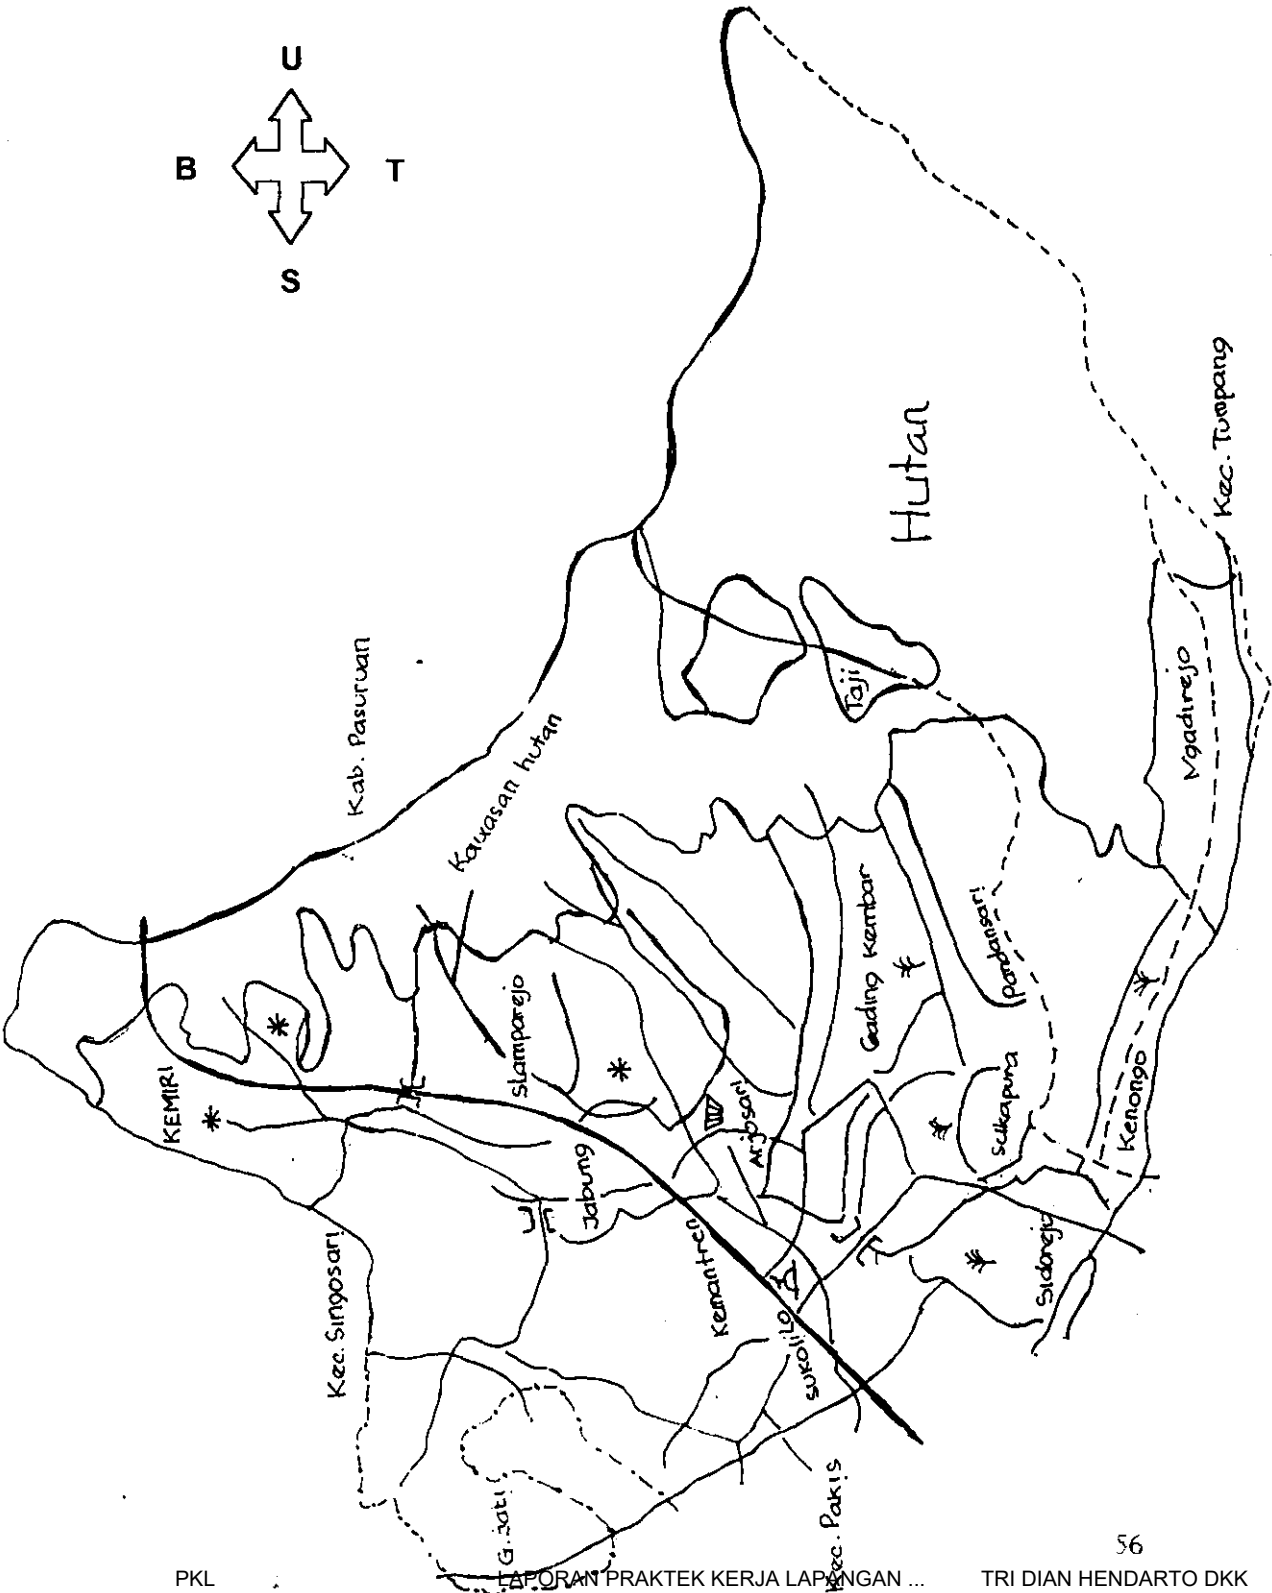 U
B
T
S
Hutan
Kec. Tumpang
Kab. Pasuruan
Kawasan hutan
Taji
Ngadirejo
KEMIRI
Slamparejo
Gading Kembar
Pandansari
Arjosari
Sukapura
Kenongo
Jabung
Kec. Singosari
Kemantren
Sukolilo
Sidorejo
G. Jati
Kec. Pakis
56
PKL
LAPORAN PRAKTEK KERJA LAPANGAN ...
TRI DIAN HENDARTO DKK